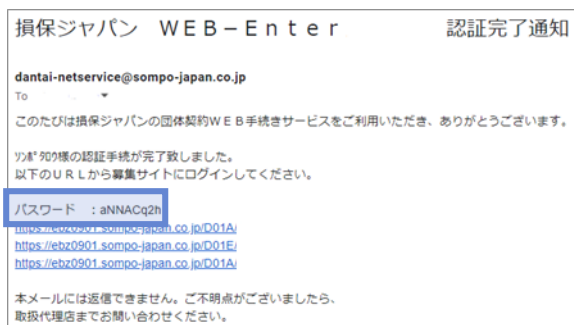 損保ジャパン　ＷＥＢ－Ｅｎｔｅｒ　認証完了通知
dantai-netservice@sompo-japan.co.jp
To
このたびは損保ジャパンの団体契約ＷＥＢ手続きサービスをご利用いただき、ありがとうございます。
ｿﾝﾎﾟ ﾀﾛｳ様の認証手続が完了致しました。
以下のＵＲＬから募集サイトにログインしてください。
パスワード　：aNNACq2h
https://ebz0901.sompo-japan.co.jp/D01A/
https://ebz0901.sompo-japan.co.jp/D01E/
https://ebz0901.sompo-japan.co.jp/D01A/
本メールには返信できません。ご不明点がございましたら、
取扱代理店までお問い合わせください。